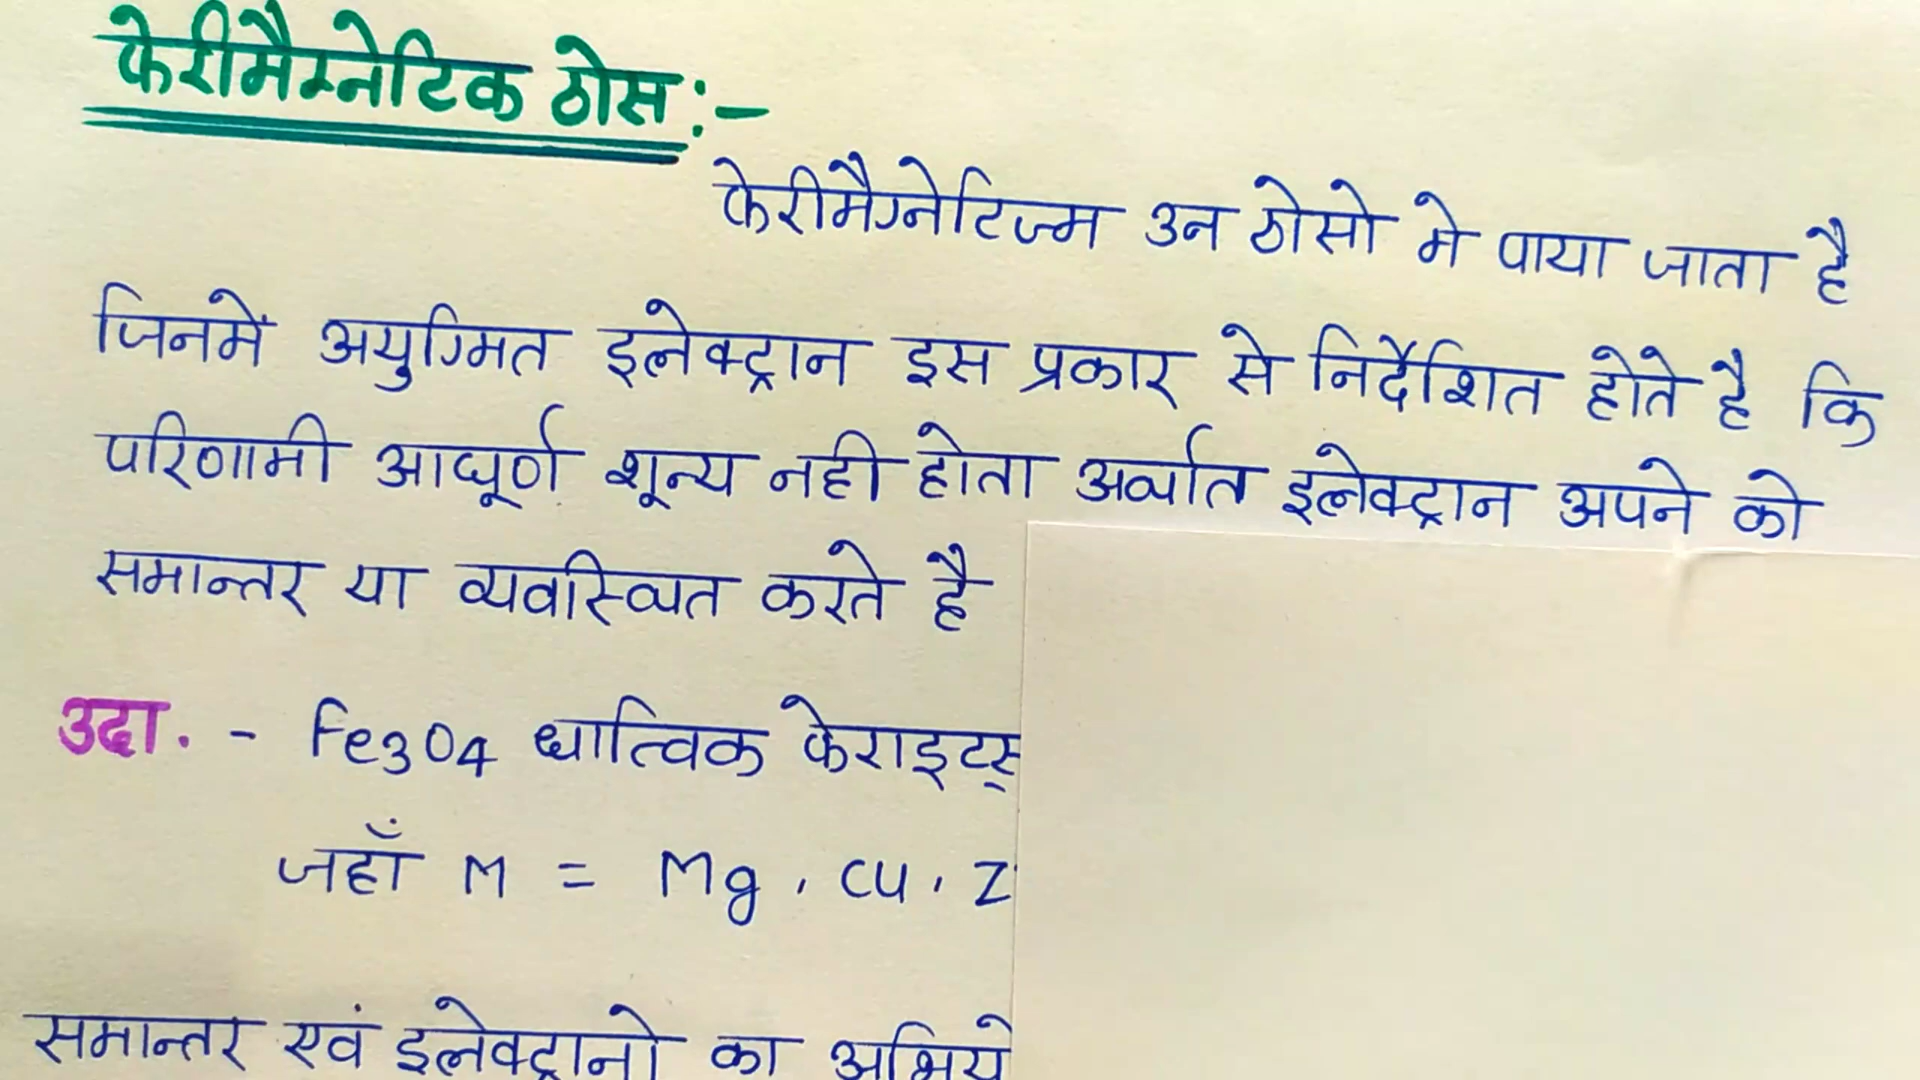 फेरीमैग्नेटिक ठोस:-
फेरीमैग्नेटिज्म उन ठोसो मे पाया जाता है
जिनमें अयुग्मित इलेक्ट्रान इस प्रकार से निर्देशित होते है कि
परिणामी आघूर्ण शून्य नही होता अर्थात इलेक्ट्रान अपने को
समान्तर या व्यवस्थित करते है
उदा. - Fe3O4 धात्विक फेराइट्स
जहाँ M = Mg, Cu, Z
समान्तर एवं इलेक्ट्रानो का